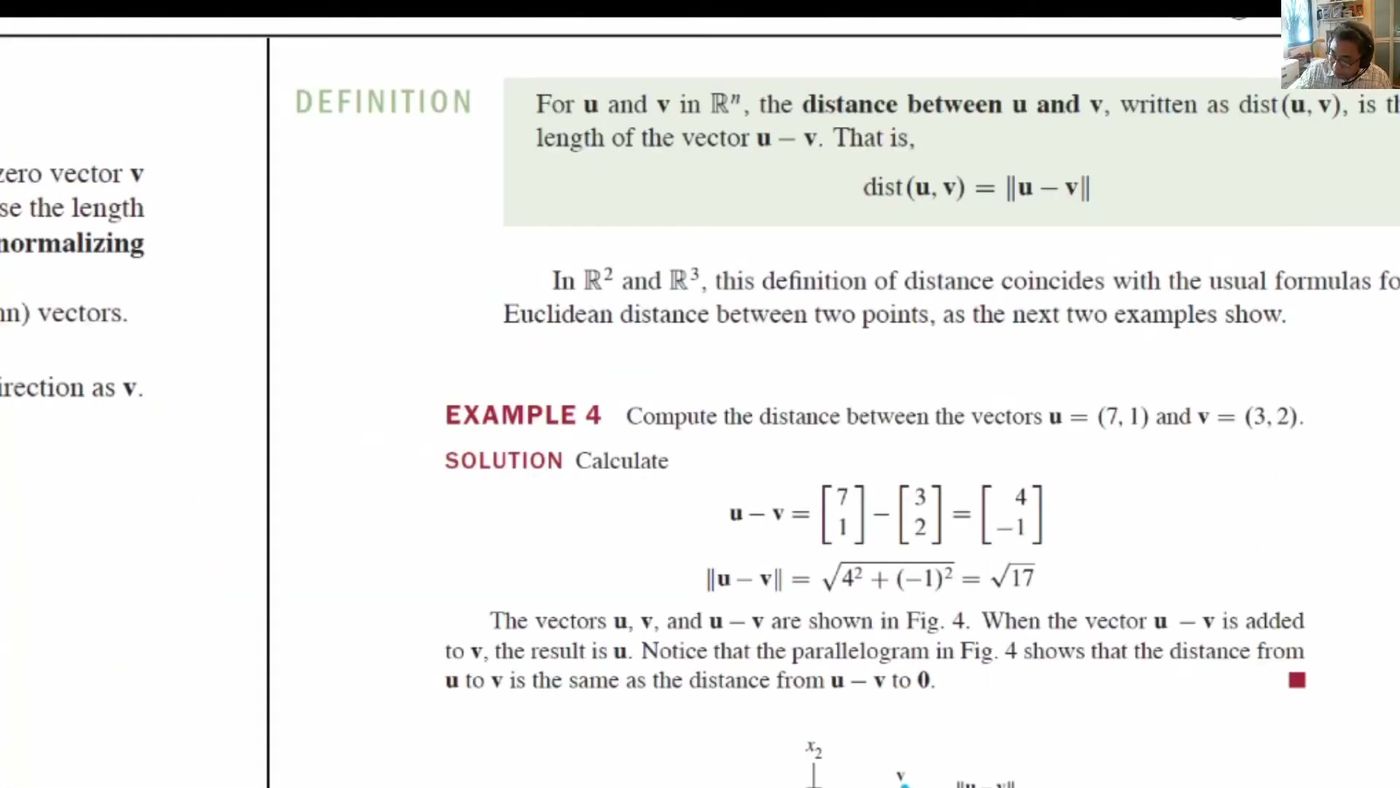 zero vector v
se the length
normalizing
nn) vectors.
irection as v.
DEFINITION
For u and v in ℝⁿ, the distance between u and v, written as dist(u, v), is th
length of the vector u − v. That is,
dist(u, v) = ‖u − v‖
In ℝ² and ℝ³, this definition of distance coincides with the usual formulas fo
Euclidean distance between two points, as the next two examples show.
EXAMPLE 4 Compute the distance between the vectors u = (7, 1) and v = (3, 2).
SOLUTION Calculate
u − v = [7 1] − [3 2] = [4 −1]
‖u − v‖ = √4² + (−1)² = √17
The vectors u, v, and u − v are shown in Fig. 4. When the vector u − v is added
to v, the result is u. Notice that the parallelogram in Fig. 4 shows that the distance from
u to v is the same as the distance from u − v to 0.
x₂
v
‖u − v‖